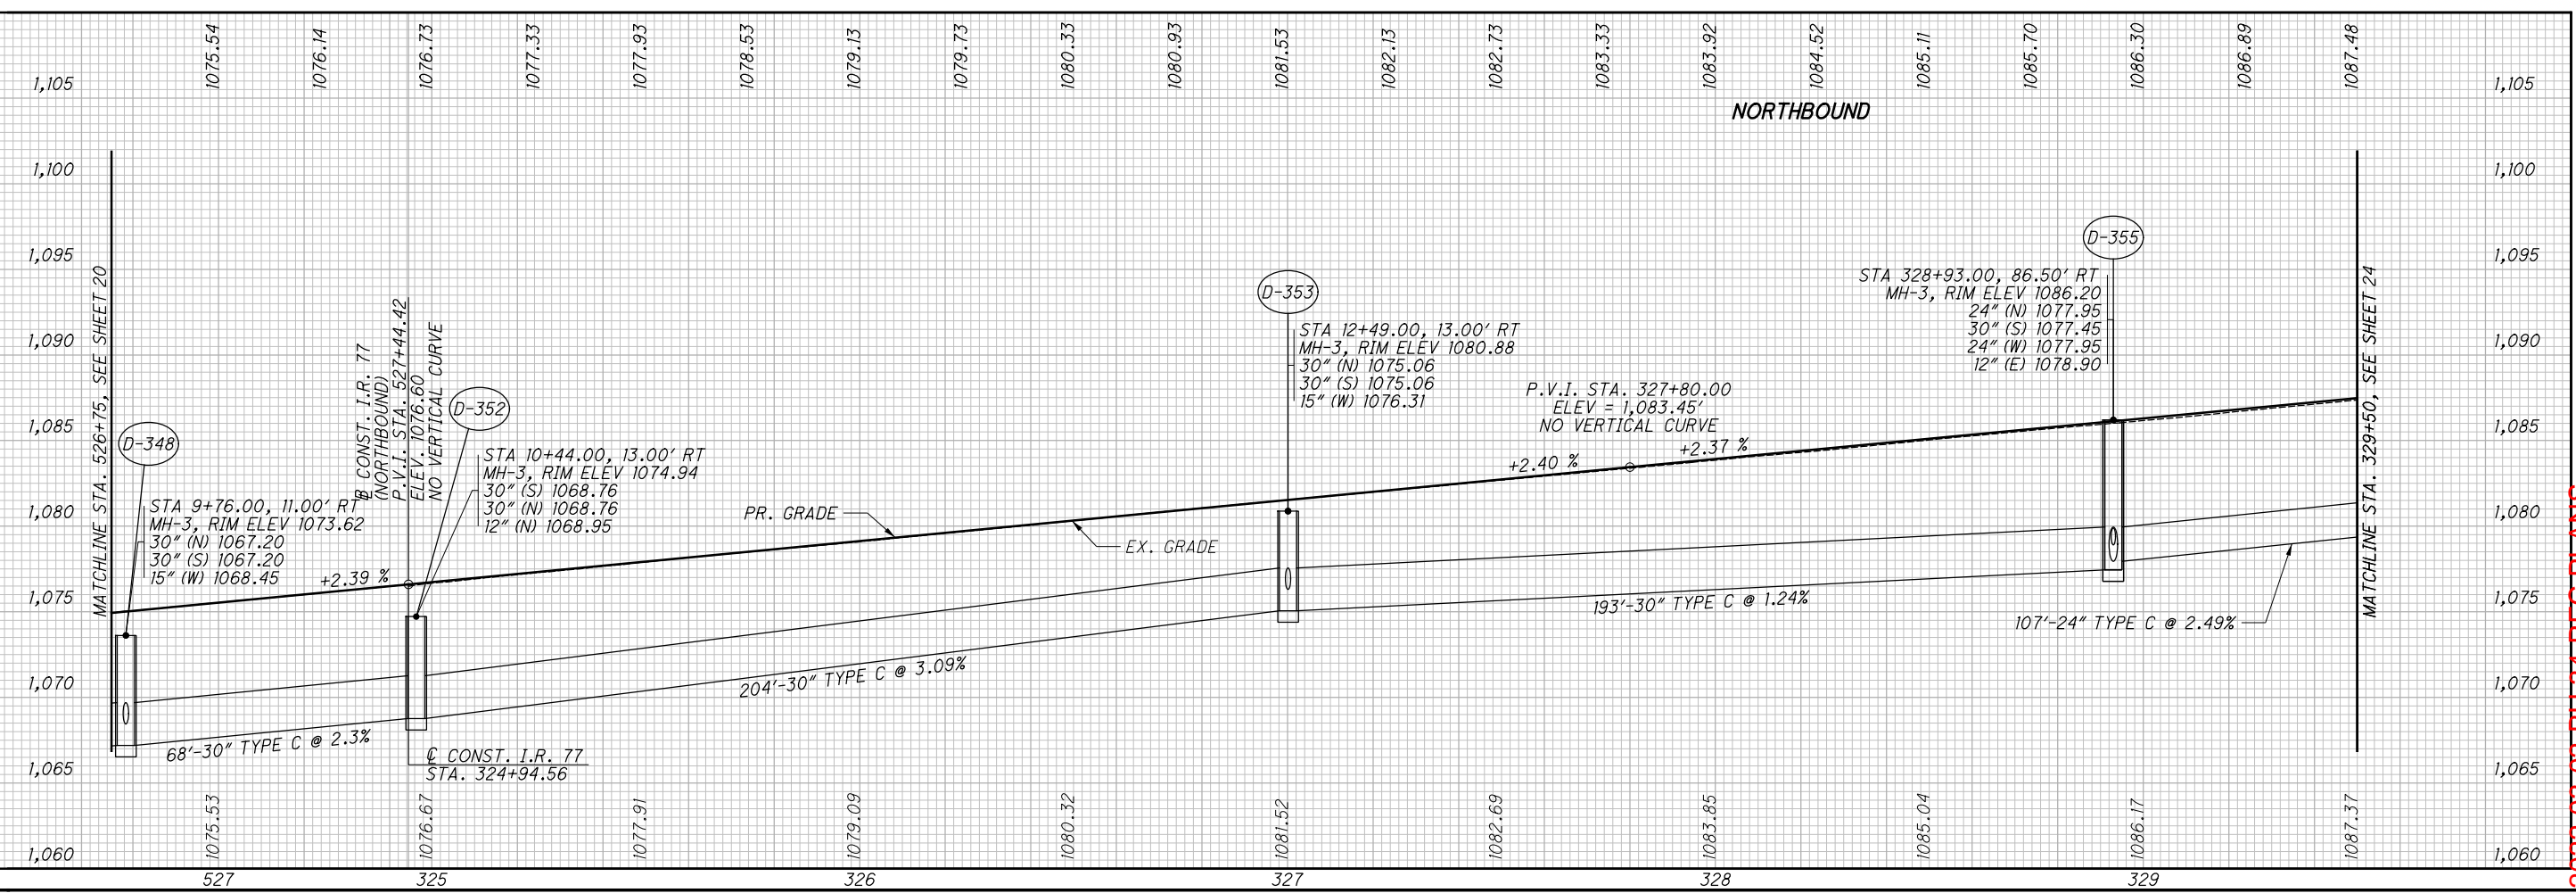 1075.54
1076.14
1076.73
1077.33
1077.93
1078.53
1079.13
1079.73
1080.33
1080.93
1081.53
1082.13
1082.73
1083.33
1083.92
1084.52
1085.11
1085.70
1086.30
1086.89
1087.48
1,105
1,105
NORTHBOUND
1,100
1,100
1,095
1,095
1,090
1,090
1,085
1,085
1,080
1,080
1,075
1,075
1,070
1,070
1,065
1,065
1,060
1,060
MATCHLINE STA. 526+75, SEE SHEET 20
D-348
STA 9+76.00, 11.00' RT
MH-3, RIM ELEV 1073.62
30" (N) 1067.20
30" (S) 1067.20
15" (W) 1068.45
B CONST. I.R. 77
(NORTHBOUND)
P.V.I. STA. 527+44.42
ELEV. 1076.60
NO VERTICAL CURVE
D-352
STA 10+44.00, 13.00' RT
MH-3, RIM ELEV 1074.94
30" (S) 1068.76
30" (N) 1068.76
12" (N) 1068.95
+2.39 %
68'-30" TYPE C @ 2.3%
℄ CONST. I.R. 77
STA. 324+94.56
PR. GRADE
EX. GRADE
204'-30" TYPE C @ 3.09%
D-353
STA 12+49.00, 13.00' RT
MH-3, RIM ELEV 1080.88
30" (N) 1075.06
30" (S) 1075.06
15" (W) 1076.31
P.V.I. STA. 327+80.00
ELEV = 1,083.45'
NO VERTICAL CURVE
+2.40 %
+2.37 %
193'-30" TYPE C @ 1.24%
D-355
STA 328+93.00, 86.50' RT
MH-3, RIM ELEV 1086.20
24" (N) 1077.95
30" (S) 1077.45
24" (W) 1077.95
12" (E) 1078.90
107'-24" TYPE C @ 2.49%
MATCHLINE STA. 329+50, SEE SHEET 24
1075.53
1076.67
1077.91
1079.09
1080.32
1081.52
1082.69
1083.85
1085.04
1086.17
1087.37
527
325
326
327
328
329